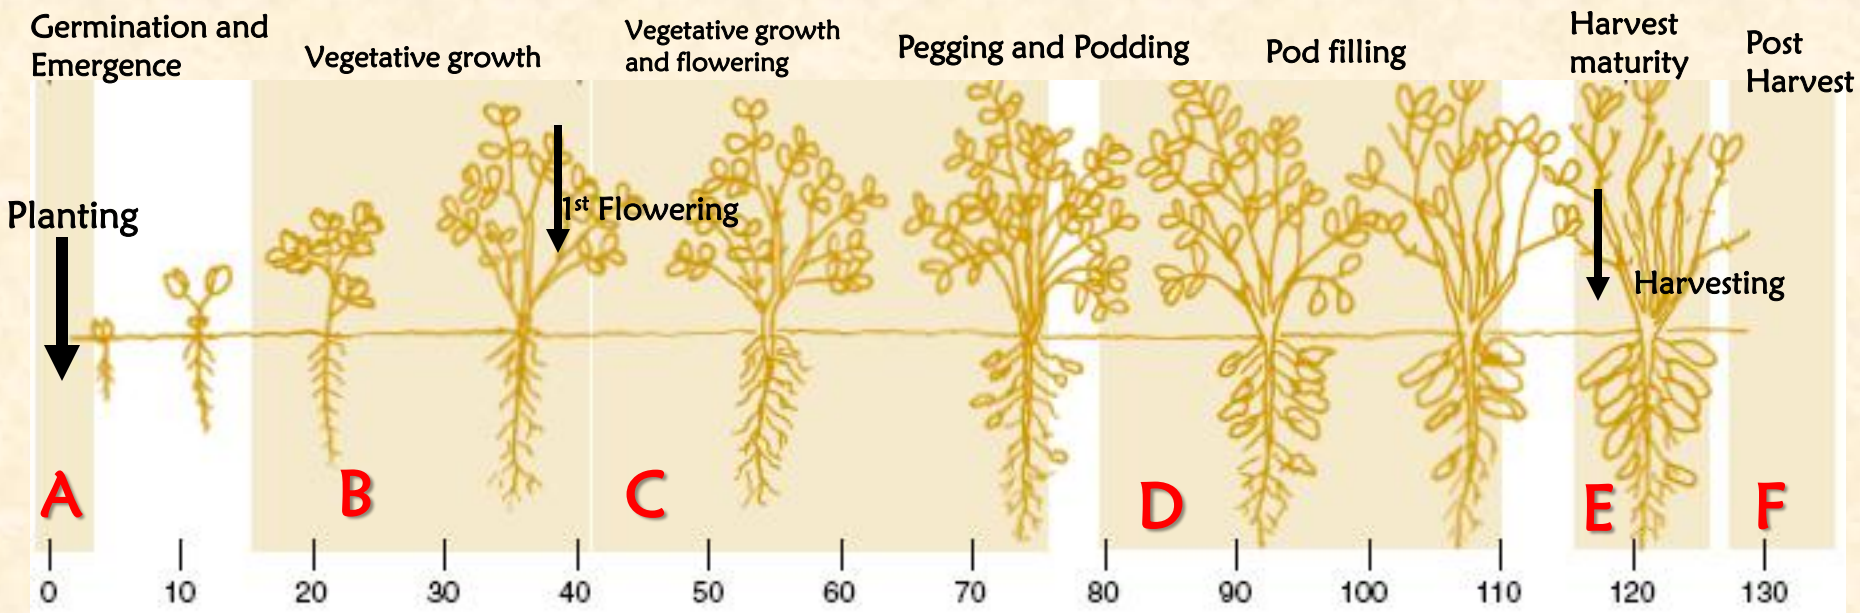 Germination and
Emergence
Vegetative growth
Vegetative growth
and flowering
Pegging and Podding
Pod filling
Harvest
maturity
Post
Harvest
Planting
1st Flowering
Harvesting
A
B
C
D
E
F
0 10 20 30 40 50 60 70 80 90 100 110 120 130